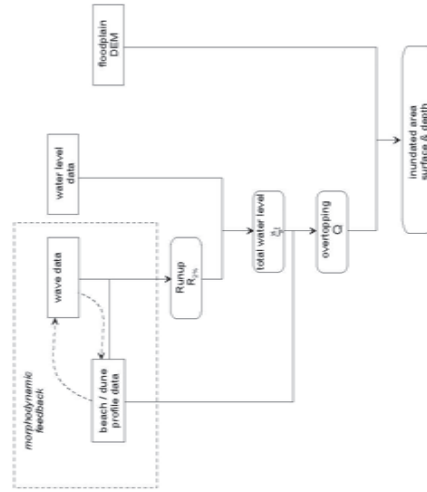 morphodynamic
feedback
wave data
beach / dune
profile data
water level
data
floodplain
DEM
Runup
R2%
total water level
overtopping
Q
inundated area
surface & depth